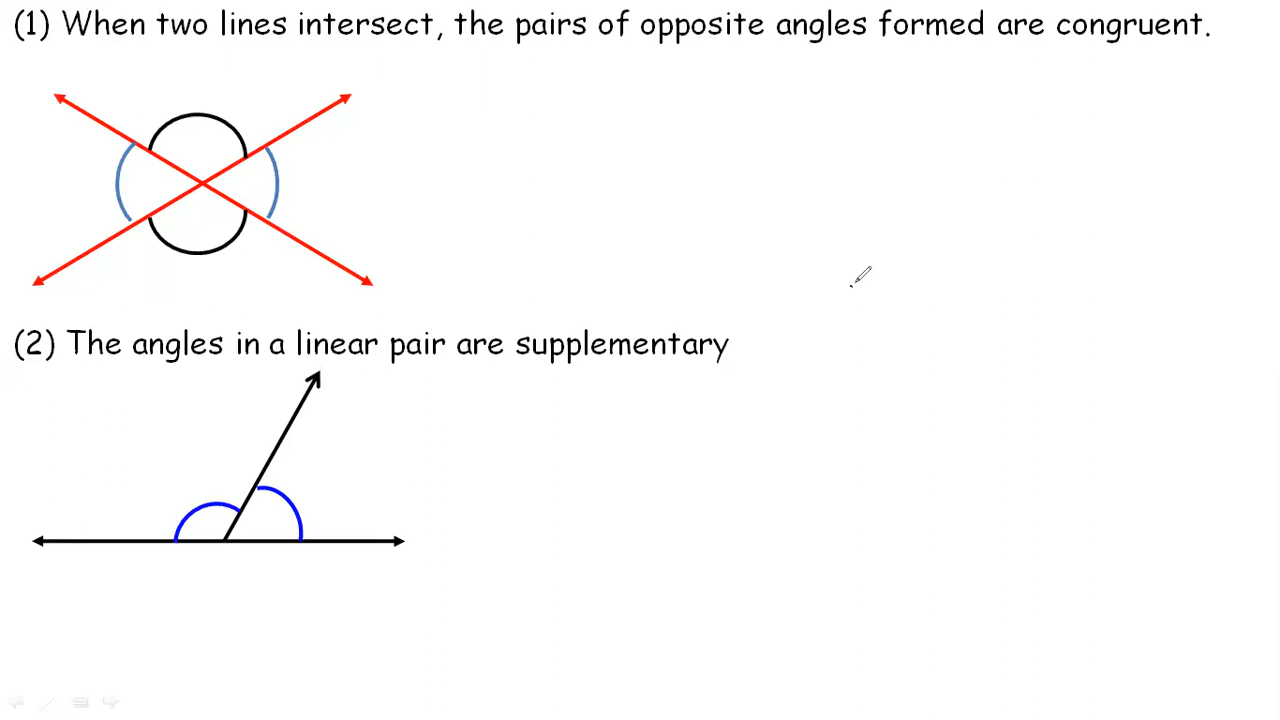 (1) When two lines intersect, the pairs of opposite angles formed are congruent.
(2) The angles in a linear pair are supplementary